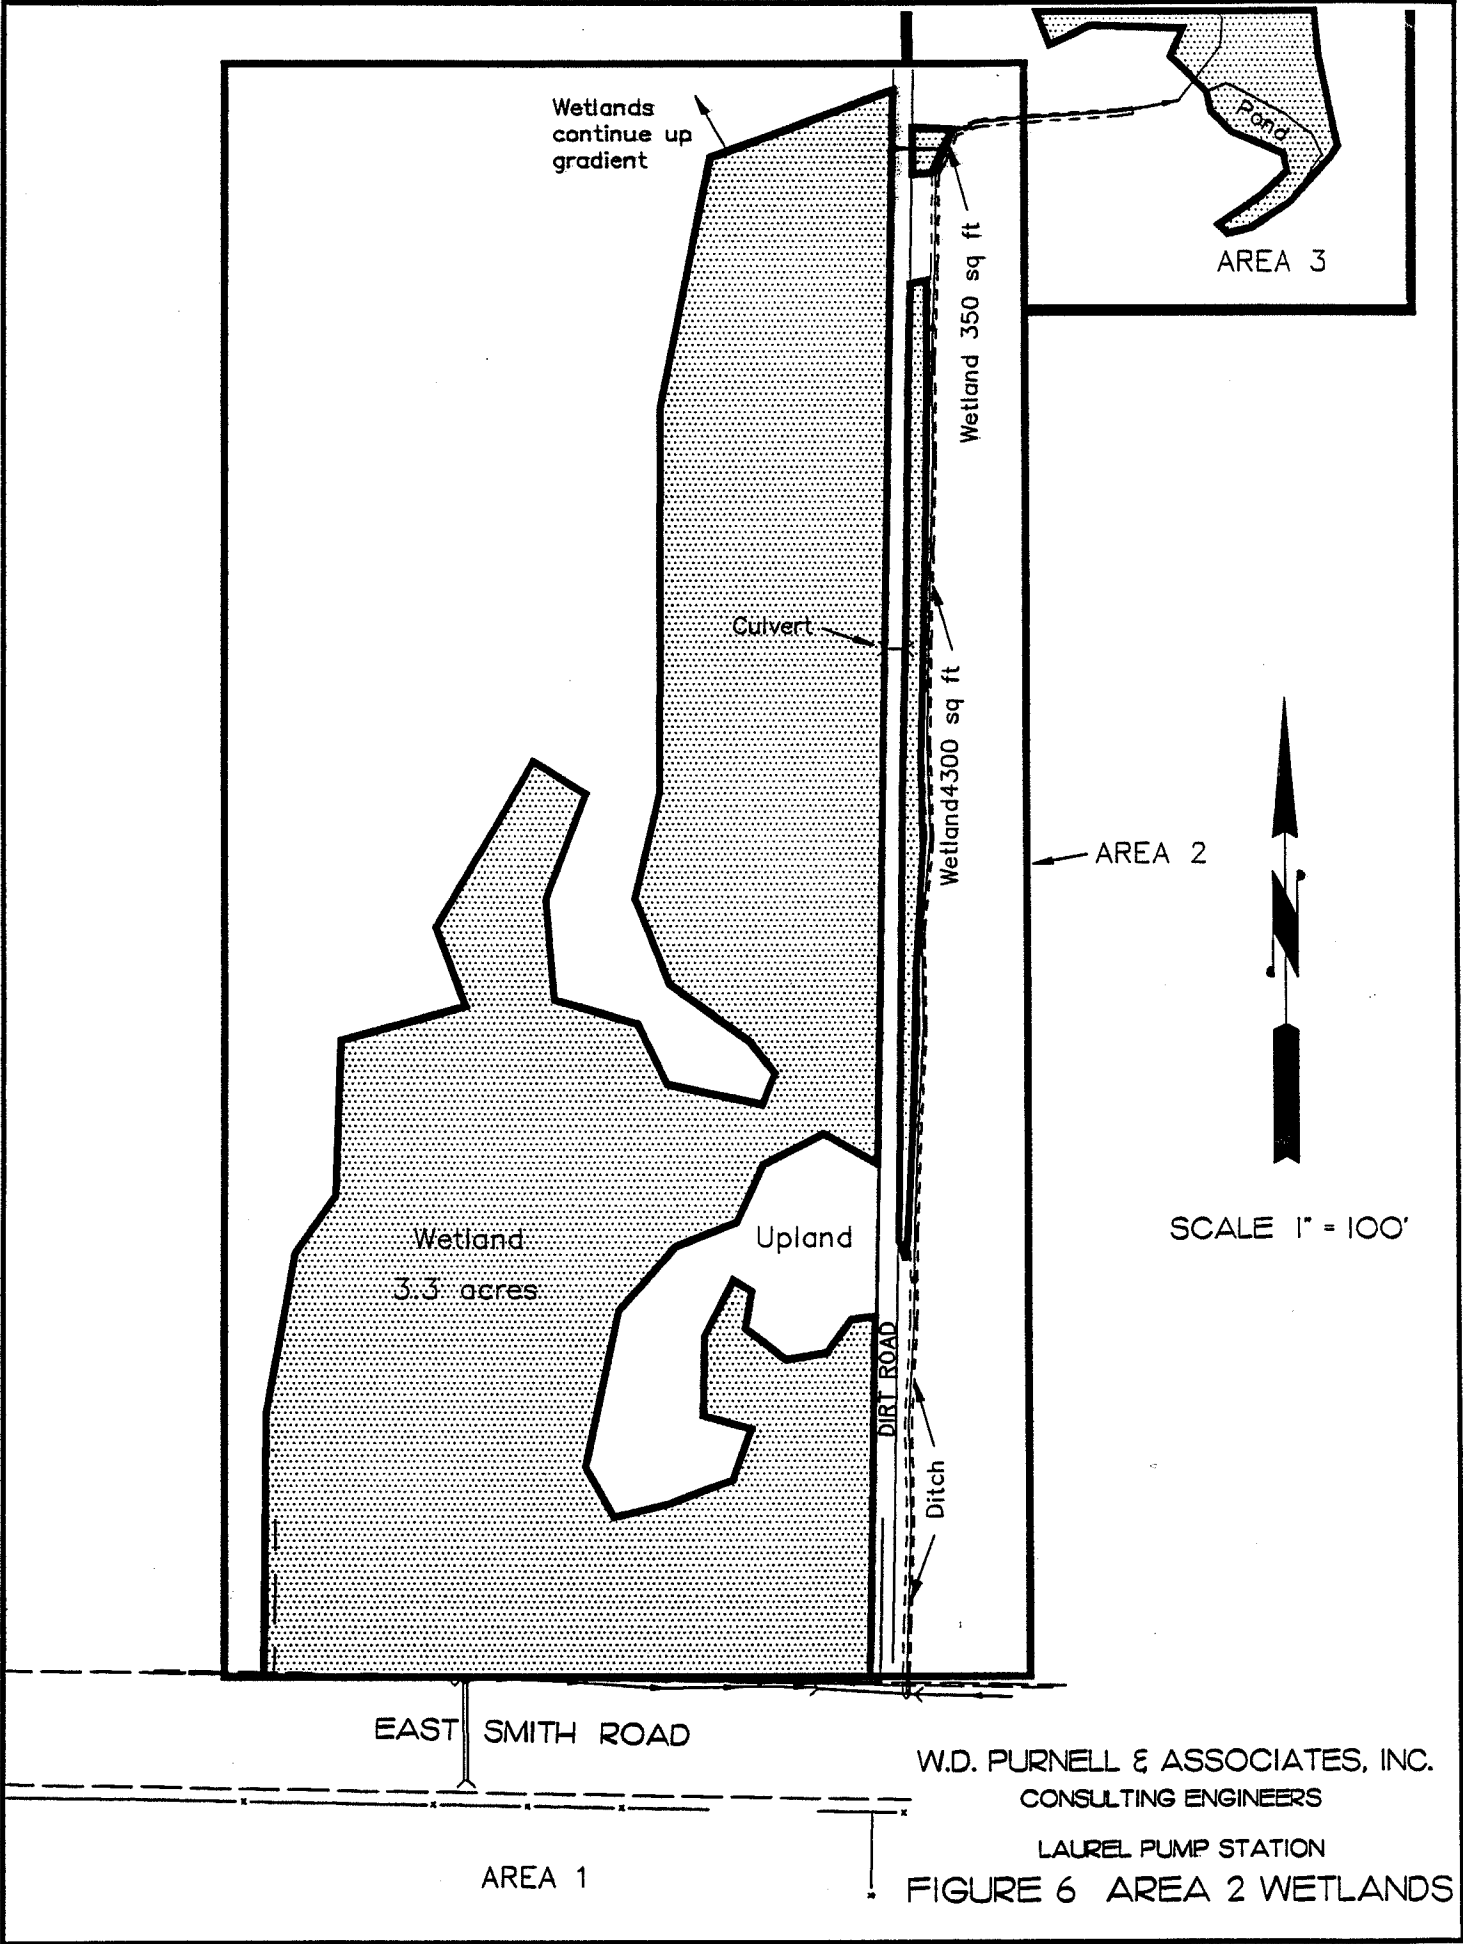 Wetlands
continue up
gradient
Pond
AREA 3
Wetland 350 sq ft
Culvert
Wetland4300 sq ft
AREA 2
N
SCALE 1" = 100'
Wetland
3.3 acres
Upland
DIRT ROAD
Ditch
EAST SMITH ROAD
W.D. PURNELL & ASSOCIATES, INC.
CONSULTING ENGINEERS
LAUREL PUMP STATION
FIGURE 6 AREA 2 WETLANDS
AREA 1